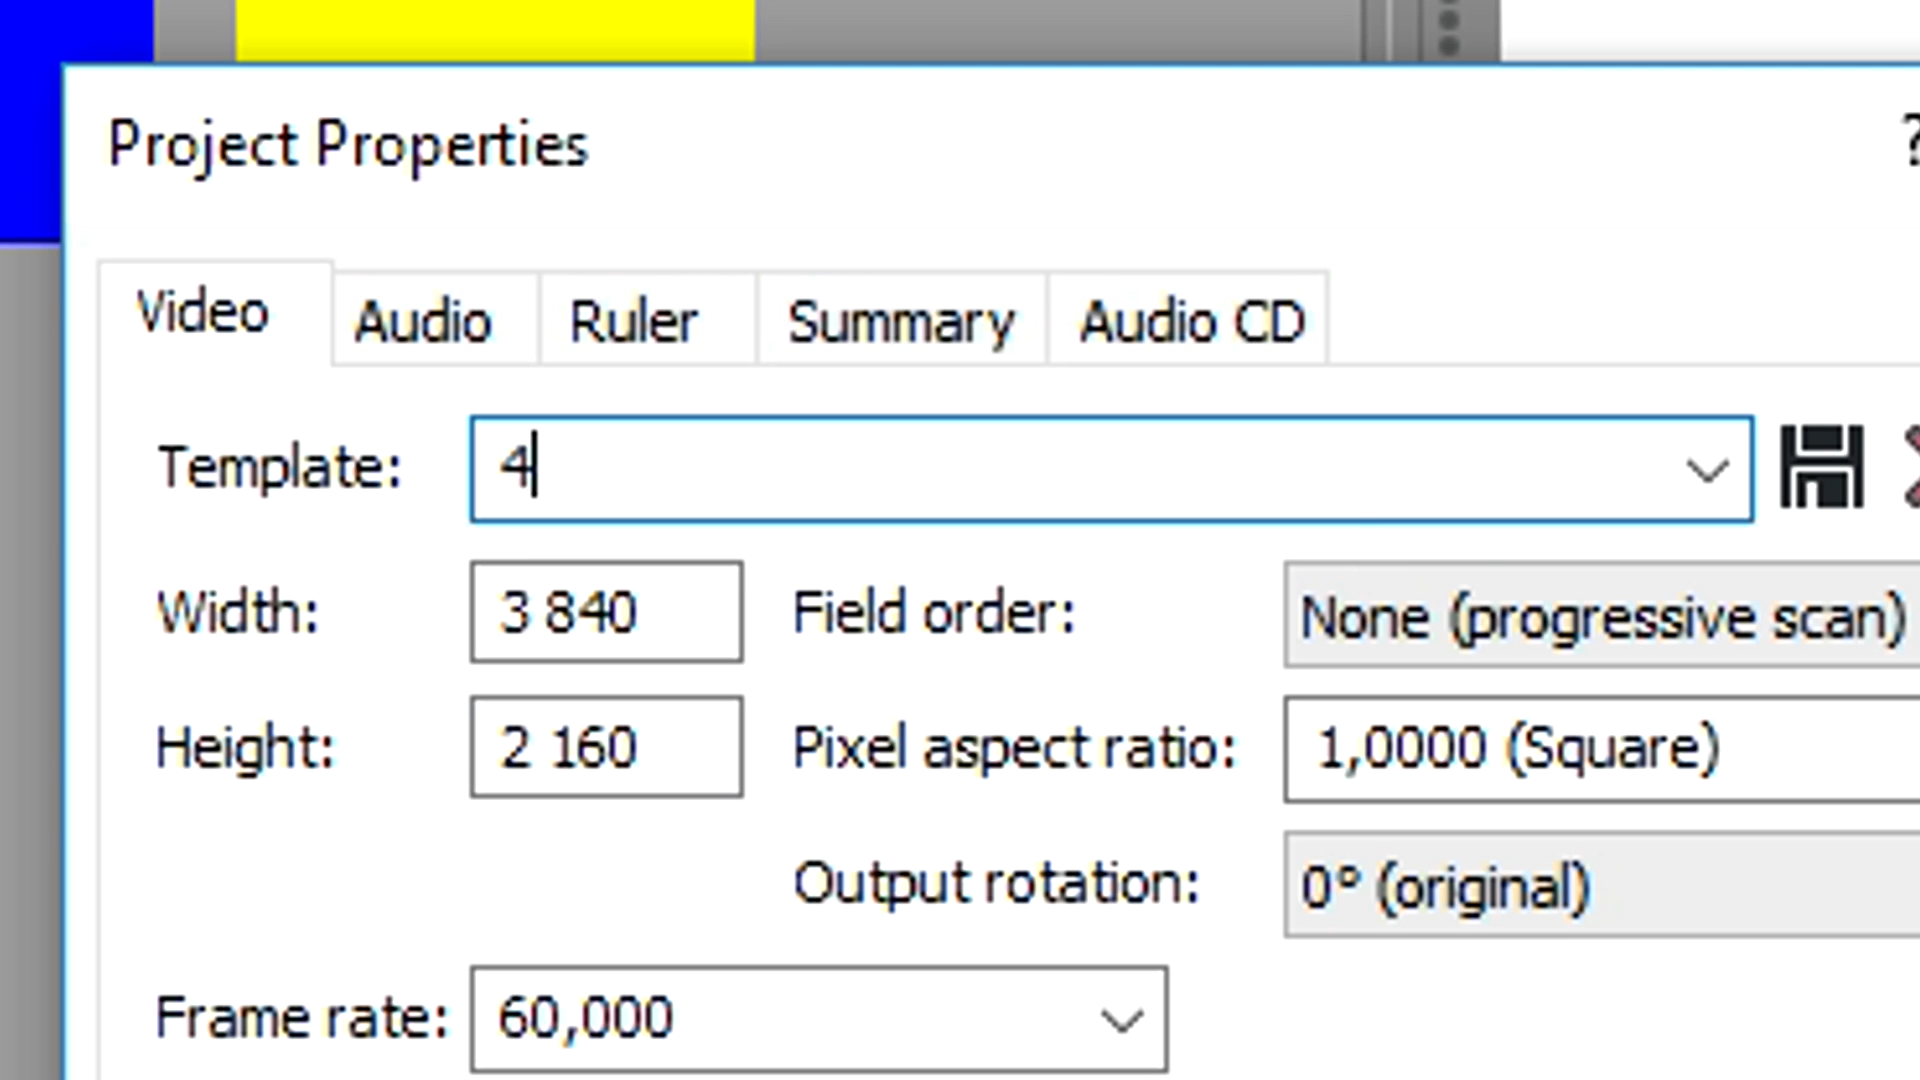 Project Properties ?
Video Audio Ruler Summary Audio CD
Template: 4
Width: 3 840 Field order: None (progressive scan)
Height: 2 160 Pixel aspect ratio: 1,0000 (Square)
Output rotation: 0° (original)
Frame rate: 60,000